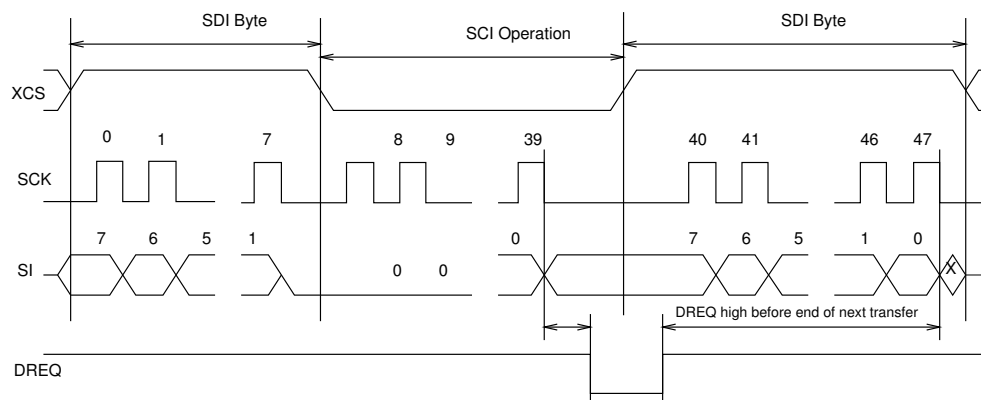 SDI Byte
SCI Operation
SDI Byte
XCS
0 1 7 8 9 39 40 41 46 47
SCK
7 6 5 1 0 7 6 5 1 0
SI
0 0 X
DREQ high before end of next transfer
DREQ